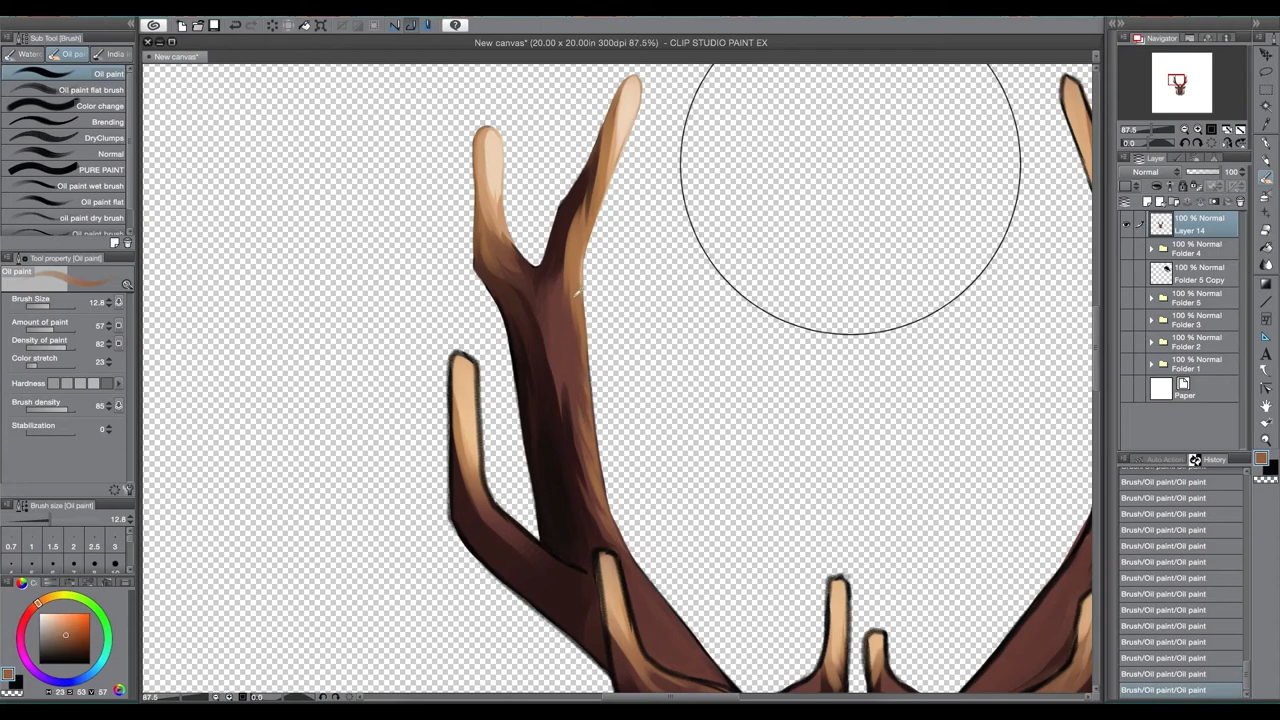 New canvas* (20.00 x 20.00in 300dpi 87.5%) - CLIP STUDIO PAINT EX
New canvas*
Sub Tool [Brush]
Oil pa
India
Oil paint
Oil paint flat brush
Color change
Brending
DryClumps
Normal
PURE PAINT
Oil paint wet brush
Oil paint flat
oil paint dry brush
Tool property [Oil paint]
Oil paint
Brush Size 12.8
Amount of paint 57
Density of paint 82
Color stretch 23
Hardness
Brush density 85
Stabilization 0
Brush size [Oil paint]
12.8
0.7 1 1.5 2 2.5 3
H 23 S 53 V 57
87.5
0.0
Navigator
87.5
0.0
Layer
Normal 100
100 % Normal
Layer 14
100 % Normal
Folder 4
100 % Normal
Folder 5 Copy
100 % Normal
Folder 5
100 % Normal
Folder 3
100 % Normal
Folder 2
100 % Normal
Folder 1
Paper
Auto Action
History
Brush/Oil paint/Oil paint
Brush/Oil paint/Oil paint
Brush/Oil paint/Oil paint
Brush/Oil paint/Oil paint
Brush/Oil paint/Oil paint
Brush/Oil paint/Oil paint
Brush/Oil paint/Oil paint
Brush/Oil paint/Oil paint
Brush/Oil paint/Oil paint
Brush/Oil paint/Oil paint
Brush/Oil paint/Oil paint
Brush/Oil paint/Oil paint
Brush/Oil paint/Oil paint
Brush/Oil paint/Oil paint